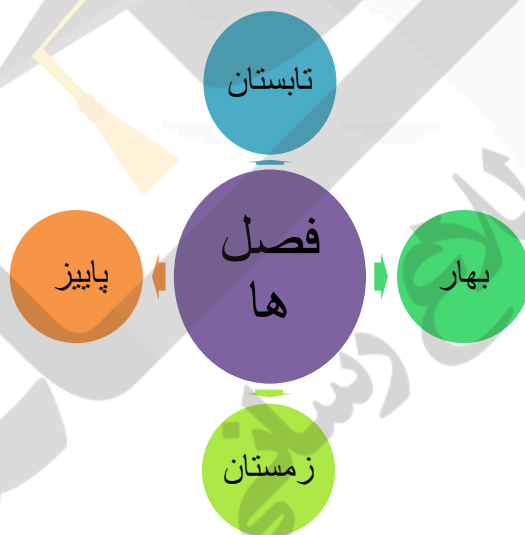 تابستان
فصل
ها
بهار
پاییز
زمستان